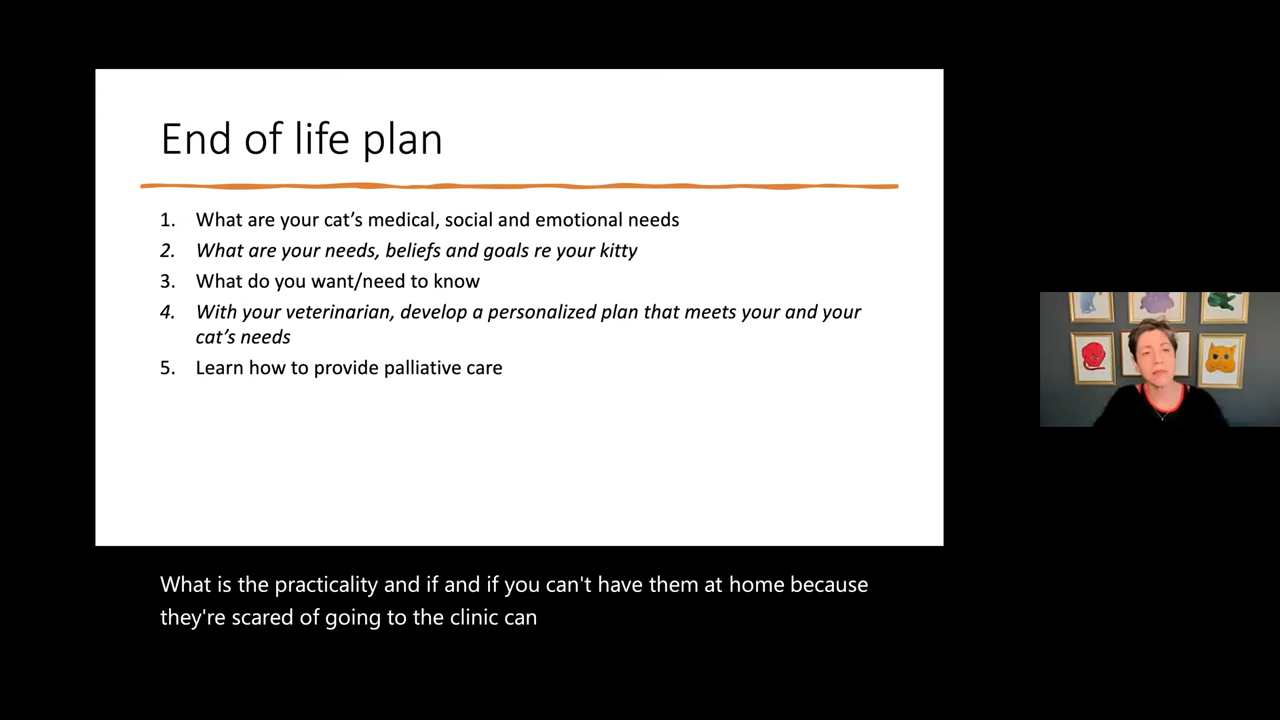 End of life plan
1. What are your cat’s medical, social and emotional needs
2. What are your needs, beliefs and goals re your kitty
3. What do you want/need to know
4. With your veterinarian, develop a personalized plan that meets your and your
cat’s needs
5. Learn how to provide palliative care
What is the practicality and if and if you can't have them at home because
they're scared of going to the clinic can